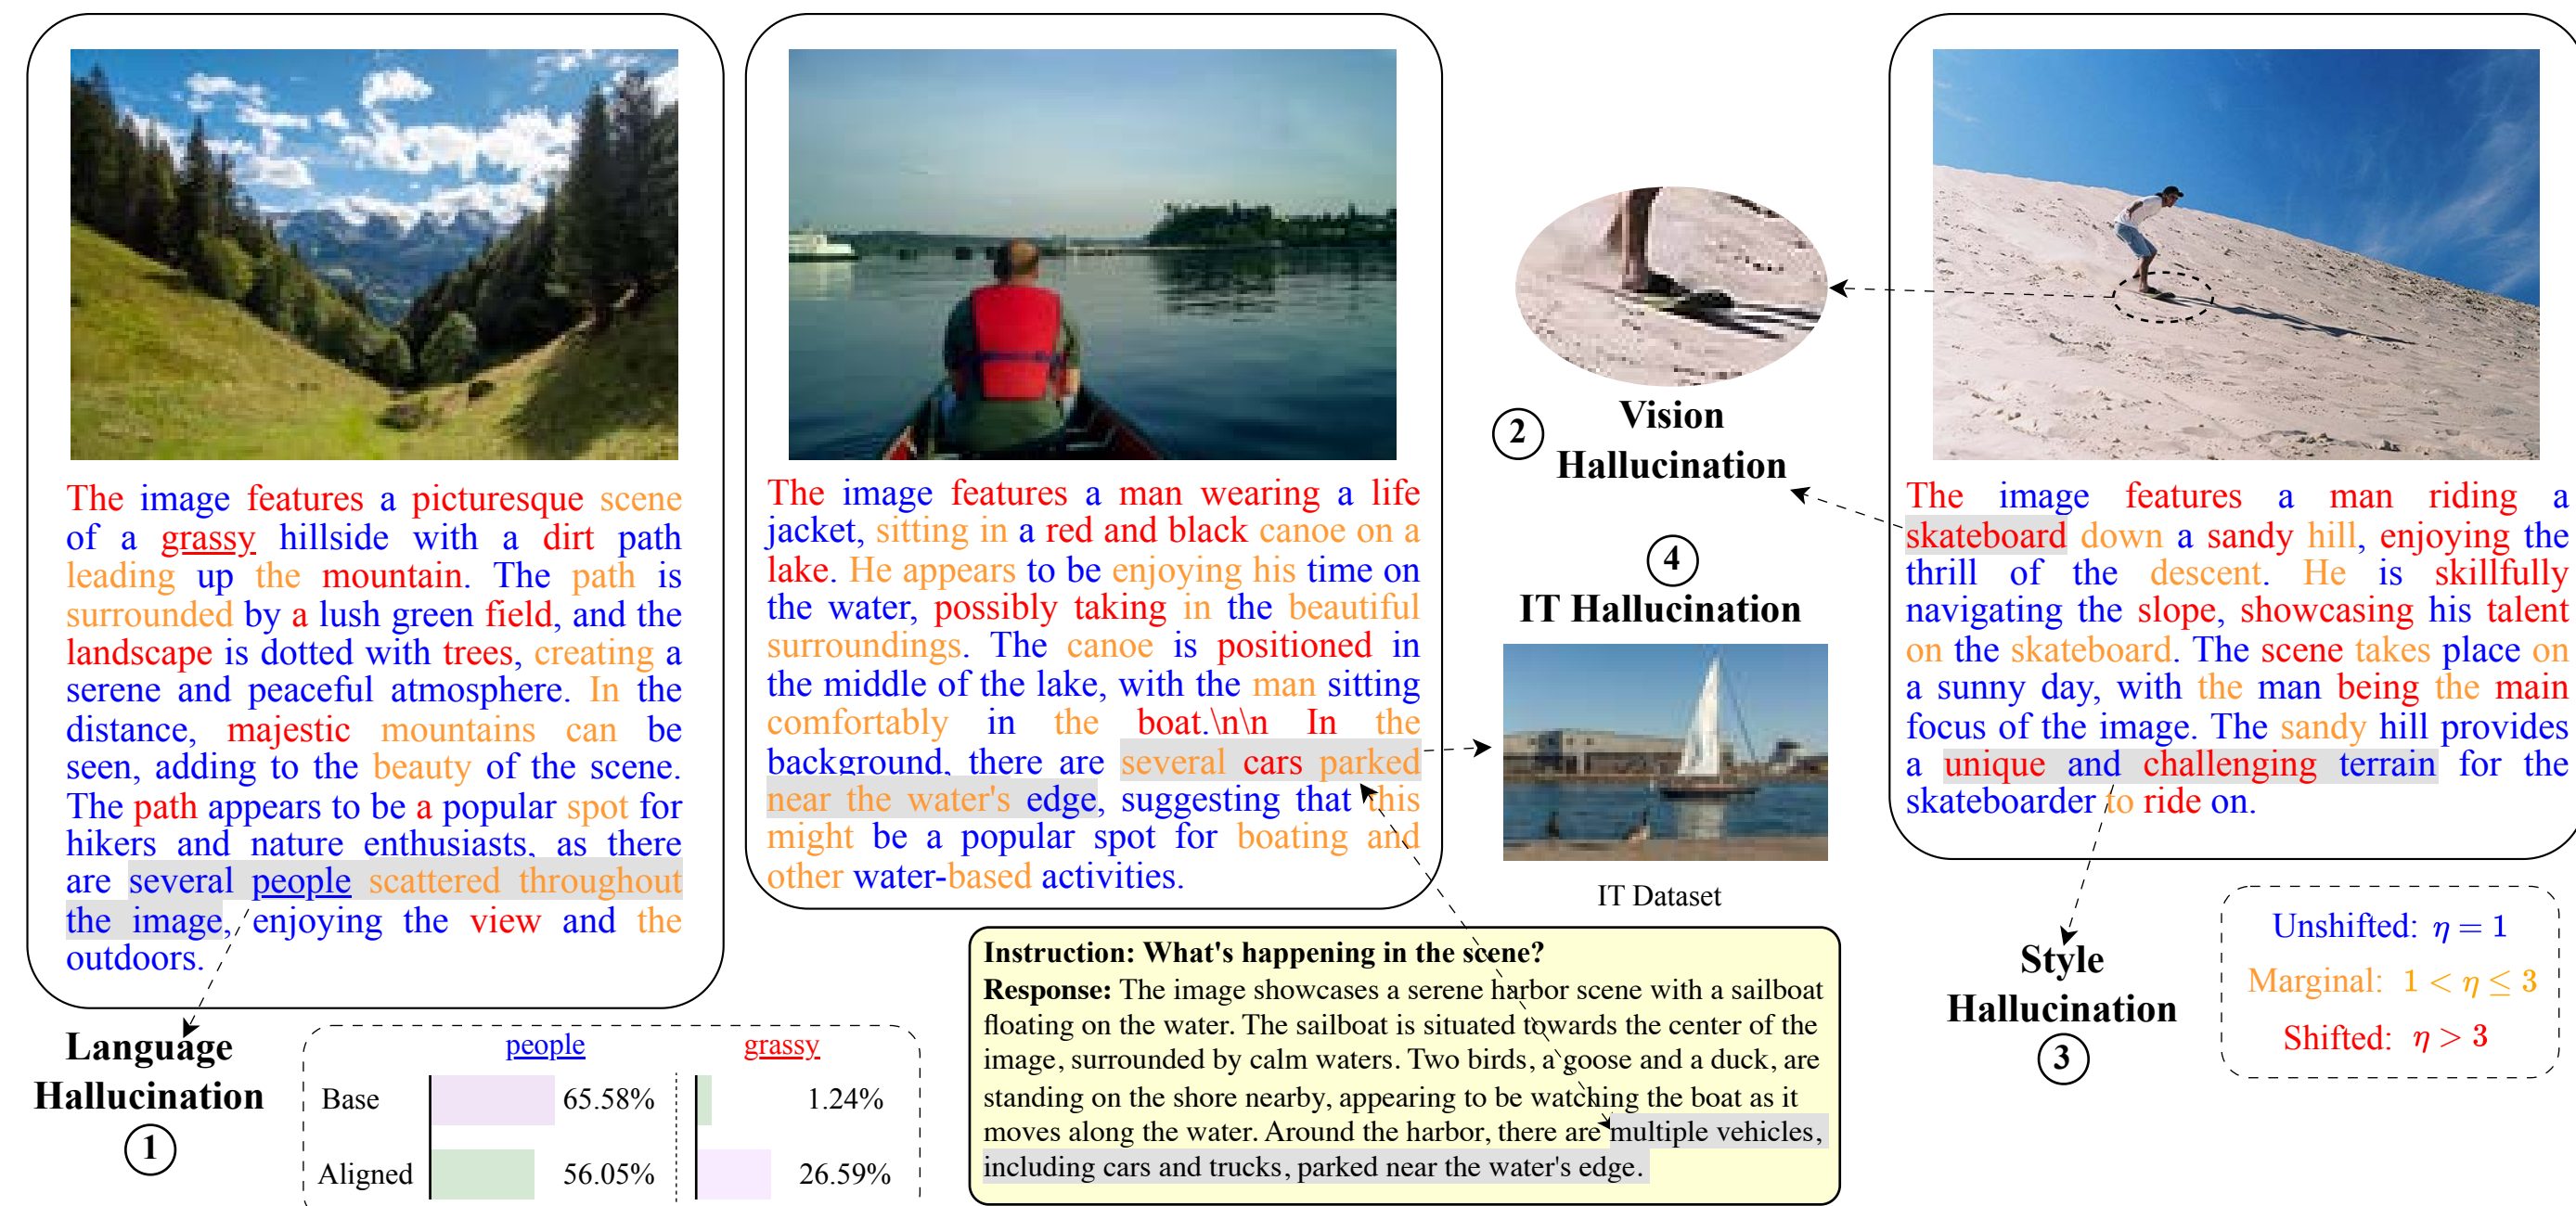 The image features a picturesque scene
of a grassy hillside with a dirt path
leading up the mountain. The path is
surrounded by a lush green field, and the
landscape is dotted with trees, creating a
serene and peaceful atmosphere. In the
distance, majestic mountains can be
seen, adding to the beauty of the scene.
The path appears to be a popular spot for
hikers and nature enthusiasts, as there
are several people scattered throughout
the image, enjoying the view and the
outdoors.
Language
Hallucination
1
people grassy
Base 65.58% 1.24%
Aligned 56.05% 26.59%
The image features a man wearing a life
jacket, sitting in a red and black canoe on a
lake. He appears to be enjoying his time on
the water, possibly taking in the beautiful
surroundings. The canoe is positioned in
the middle of the lake, with the man sitting
comfortably in the boat.\n\n In the
background, there are several cars parked
near the water's edge, suggesting that this
might be a popular spot for boating and
other water-based activities.
2
Vision
Hallucination
4
IT Hallucination
IT Dataset
Instruction: What's happening in the scene?
Response: The image showcases a serene harbor scene with a sailboat
floating on the water. The sailboat is situated towards the center of the
image, surrounded by calm waters. Two birds, a goose and a duck, are
standing on the shore nearby, appearing to be watching the boat as it
moves along the water. Around the harbor, there are multiple vehicles,
including cars and trucks, parked near the water's edge.
The image features a man riding a
skateboard down a sandy hill, enjoying the
thrill of the descent. He is skillfully
navigating the slope, showcasing his talent
on the skateboard. The scene takes place on
a sunny day, with the man being the main
focus of the image. The sandy hill provides
a unique and challenging terrain for the
skateboarder to ride on.
Style
Hallucination
3
Unshifted: η = 1
Marginal: 1 < η ≤ 3
Shifted: η > 3